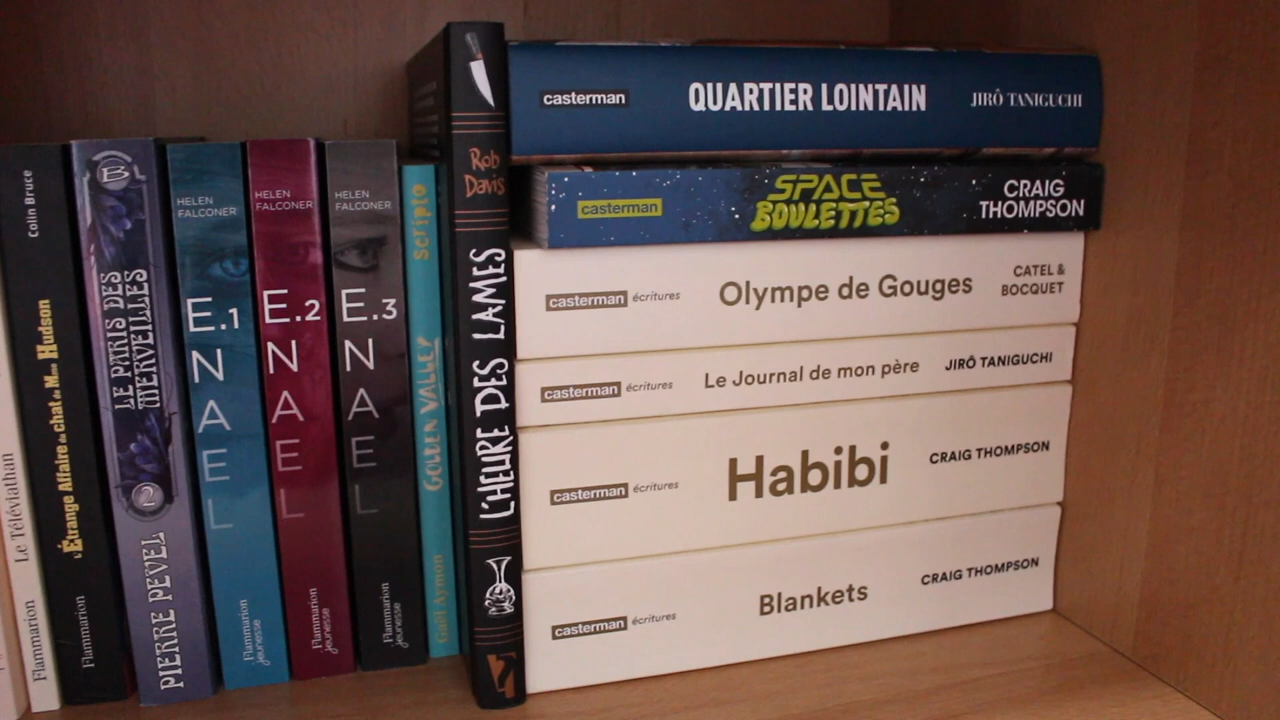 Le Téléviathan
Flammarion
Colin Bruce
L'Étrange Affaire du chat de Mme Hudson
Flammarion
B
LE PARIS DES
MERVEILLES
2
PIERRE PEVEL
HELEN
FALCONER
E.1
N
A
E
L
Flammarion
jeunesse
HELEN
FALCONER
E.2
N
A
E
L
Flammarion
jeunesse
HELEN
FALCONER
E.3
N
A
E
L
Flammarion
jeunesse
scripto
GOLDEN VALLEY
Gaël Aymon
Rob
Davis
L'HEURE DES LAMES
casterman
QUARTIER LOINTAIN
JIRÔ TANIGUCHI
casterman
SPACE
BOULETTES
CRAIG
THOMPSON
casterman écritures
Olympe de Gouges
CATEL &
BOCQUET
casterman écritures
Le Journal de mon père
JIRÔ TANIGUCHI
casterman écritures
Habibi
CRAIG THOMPSON
casterman écritures
Blankets
CRAIG THOMPSON